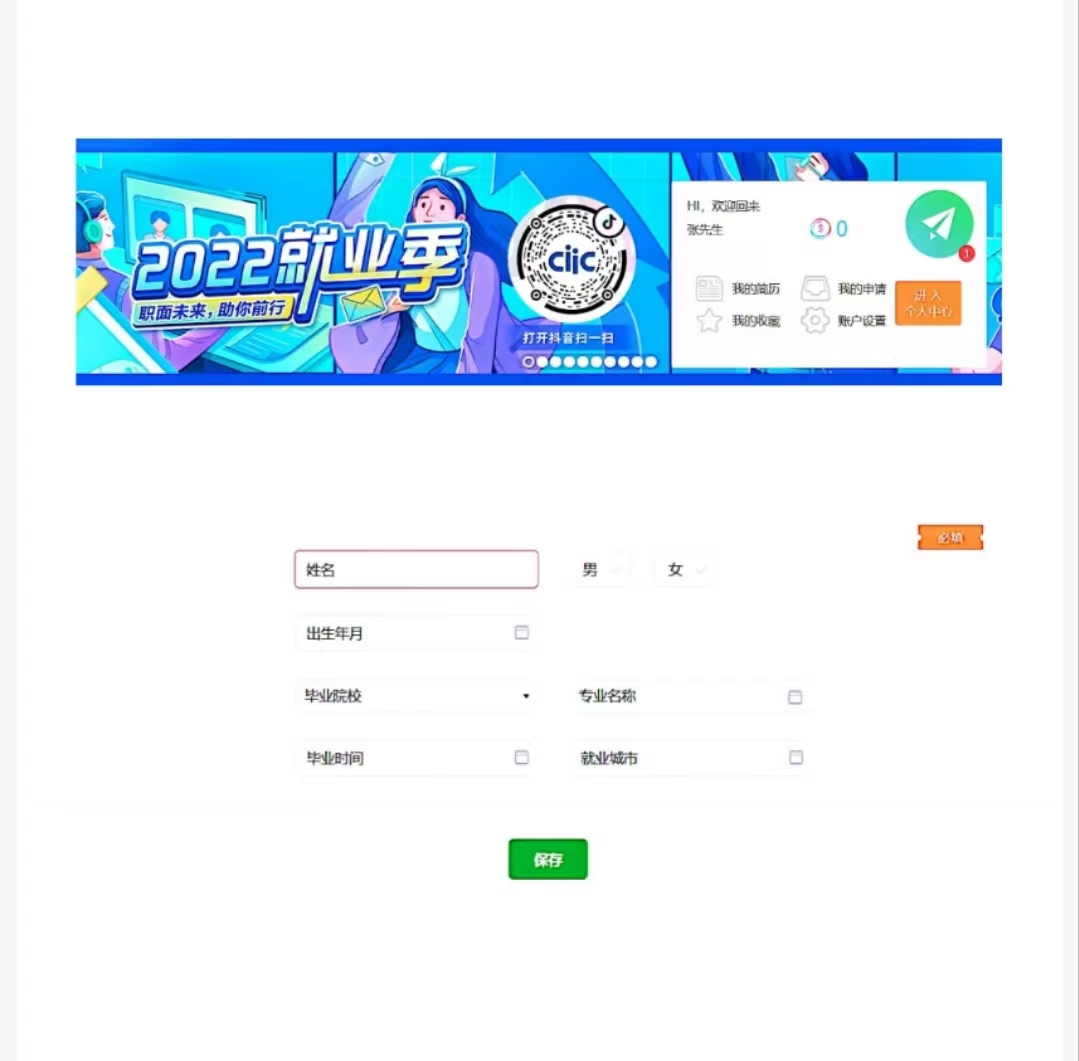 2022就业季
职面未来，助你前行
ciic
打开抖音扫一扫
HI，欢迎回来
张先生
0
1
我的简历
我的申请
进入
个人中心
我的收藏
账户设置
必填
姓名
男
女
出生年月
毕业院校
专业名称
毕业时间
就业城市
保存